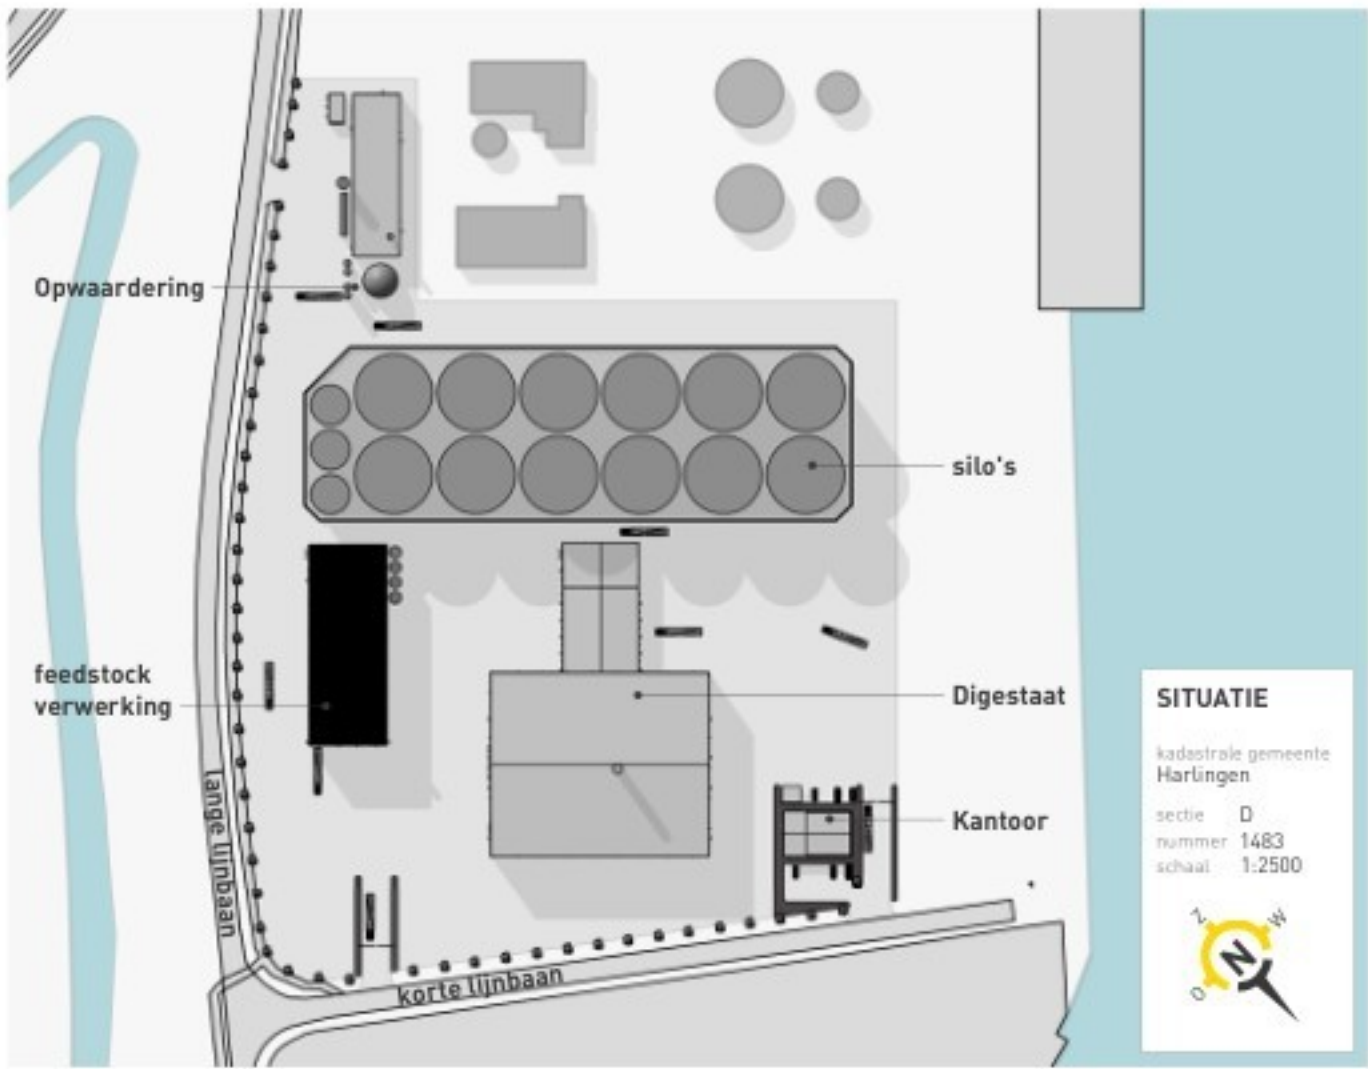 Opwaardering
silo's
feedstock
verwerking
Digestaat
Kantoor
lange lijnbaan
korte lijnbaan
SITUATIE
kadastrale gemeente
Harlingen
sectie D
nummer 1483
schaal 1:2500
Z W
N
O